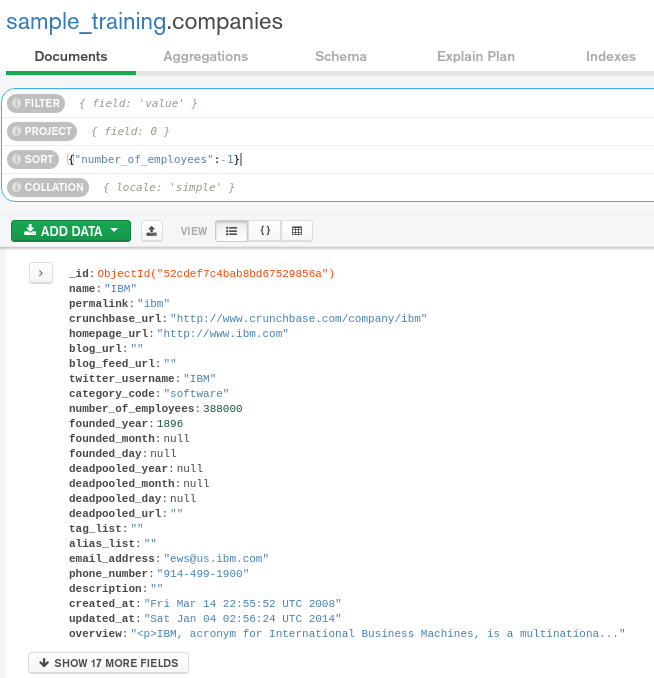 sample_training.companies
Documents Aggregations Schema Explain Plan Indexes
FILTER { field: 'value' }
PROJECT { field: 0 }
SORT {"number_of_employees":-1}
COLLATION { locale: 'simple' }
ADD DATA VIEW { }
_id: ObjectId("52cdef7c4bab8bd67529856a")
name: "IBM"
permalink: "ibm"
crunchbase_url: "http://www.crunchbase.com/company/ibm"
homepage_url: "http://www.ibm.com"
blog_url: ""
blog_feed_url: ""
twitter_username: "IBM"
category_code: "software"
number_of_employees: 388000
founded_year: 1896
founded_month: null
founded_day: null
deadpooled_year: null
deadpooled_month: null
deadpooled_day: null
deadpooled_url: ""
tag_list: ""
alias_list: ""
email_address: "ews@us.ibm.com"
phone_number: "914-499-1900"
description: ""
created_at: "Fri Mar 14 22:55:52 UTC 2008"
updated_at: "Sat Jan 04 02:56:24 UTC 2014"
overview: "<p>IBM, acronym for International Business Machines, is a multinationa..."
SHOW 17 MORE FIELDS